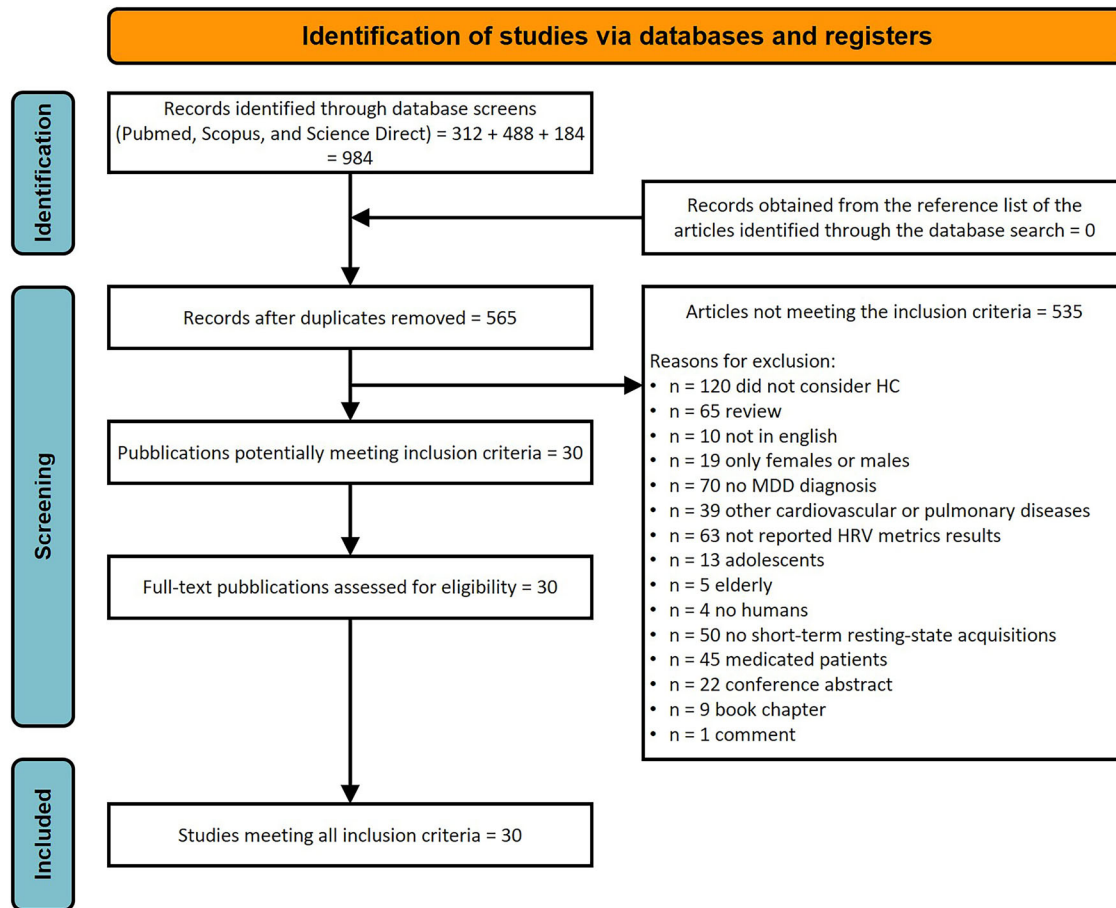 Identification of studies via databases and registers
Identification
Records identified through database screens
(Pubmed, Scopus, and Science Direct) = 312 + 488 + 184
= 984
Records obtained from the reference list of the
articles identified through the database search = 0
Screening
Records after duplicates removed = 565
Articles not meeting the inclusion criteria = 535
Reasons for exclusion:
• n = 120 did not consider HC
• n = 65 review
• n = 10 not in english
• n = 19 only females or males
• n = 70 no MDD diagnosis
• n = 39 other cardiovascular or pulmonary diseases
• n = 63 not reported HRV metrics results
• n = 13 adolescents
• n = 5 elderly
• n = 4 no humans
• n = 50 no short-term resting-state acquisitions
• n = 45 medicated patients
• n = 22 conference abstract
• n = 9 book chapter
• n = 1 comment
Pubblications potentially meeting inclusion criteria = 30
Full-text pubblications assessed for eligibility = 30
Included
Studies meeting all inclusion criteria = 30